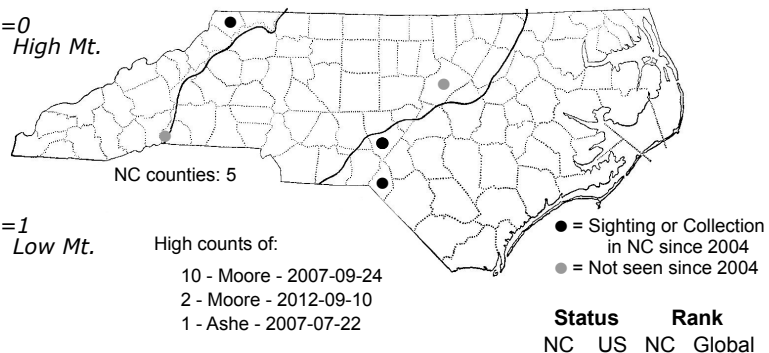 =0
High Mt.
NC counties: 5
=1
Low Mt.
High counts of:
10 - Moore - 2007-09-24
2 - Moore - 2012-09-10
1 - Ashe - 2007-07-22
= Sighting or Collection
in NC since 2004
= Not seen since 2004
Status Rank
NC US NC Global